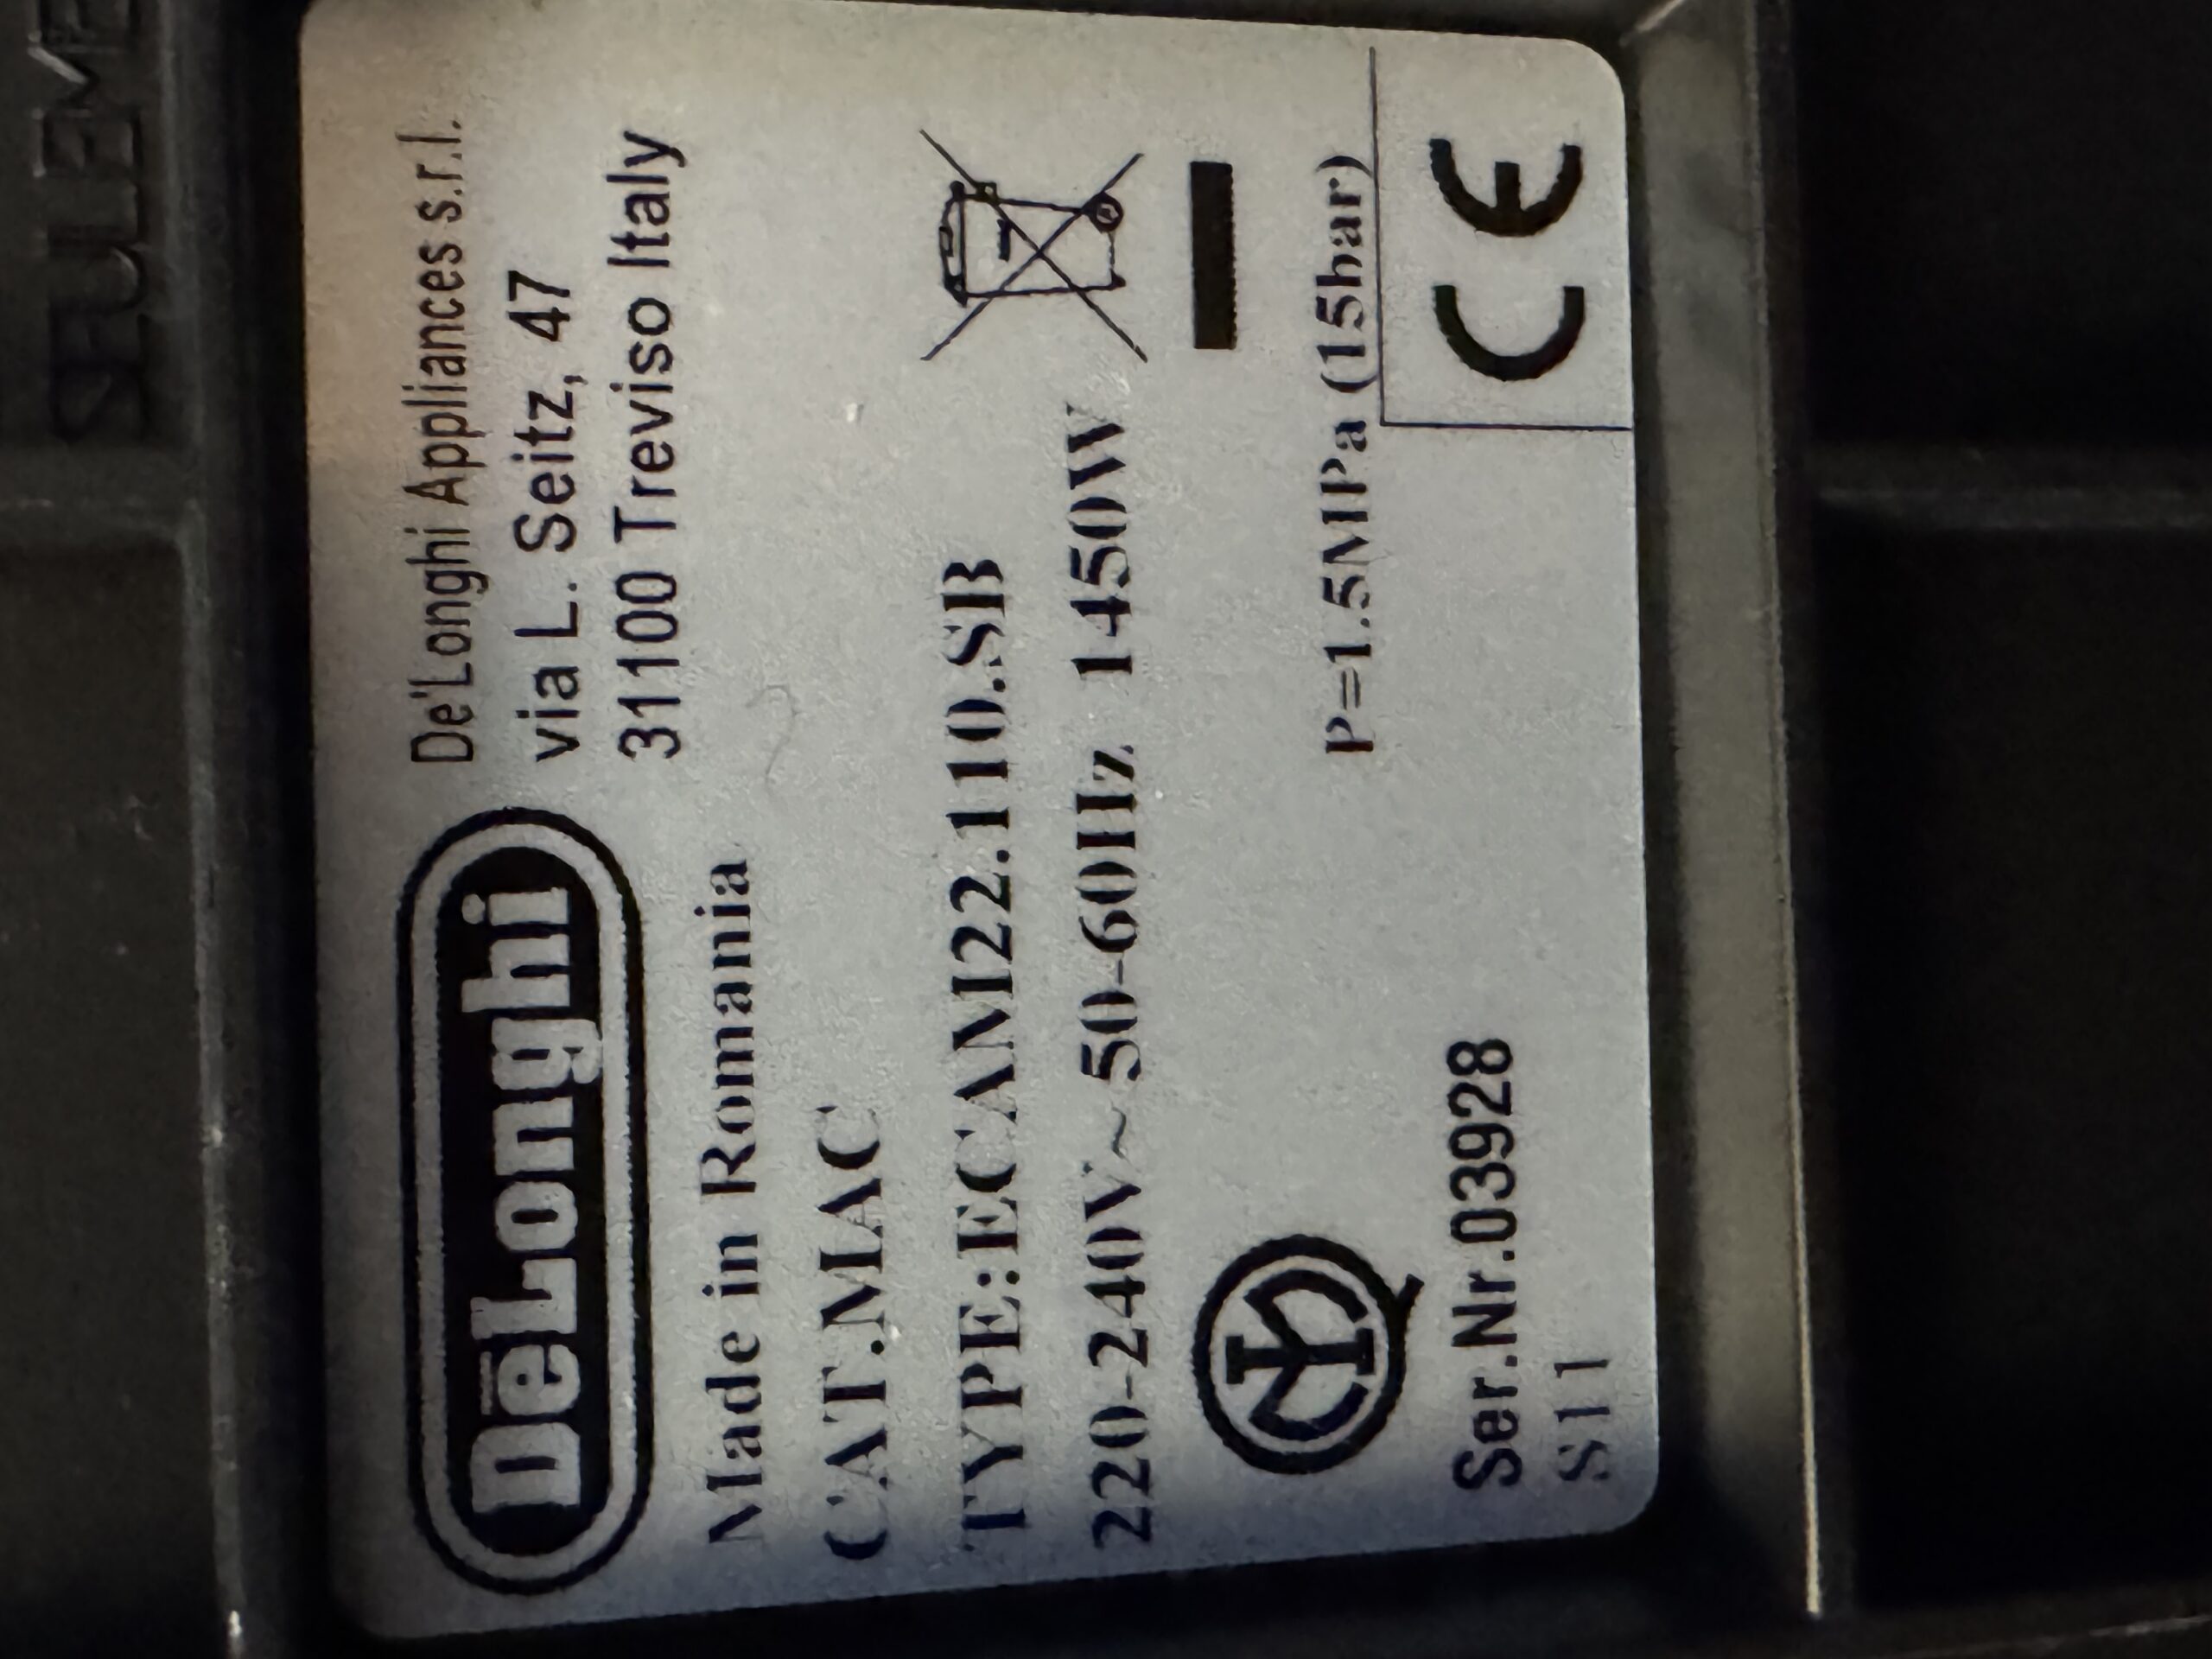 De'Longhi Appliances s.r.l.
via L. Seitz, 47
31100 Treviso Italy
DeLonghi
Made in Romania
CAT.MAC
TYPE:ECAM22.110.SB
220-240V~ 50-60Hz 1450W
P=1.5MPa (15bar)
CE
Ser.Nr.03928
S11